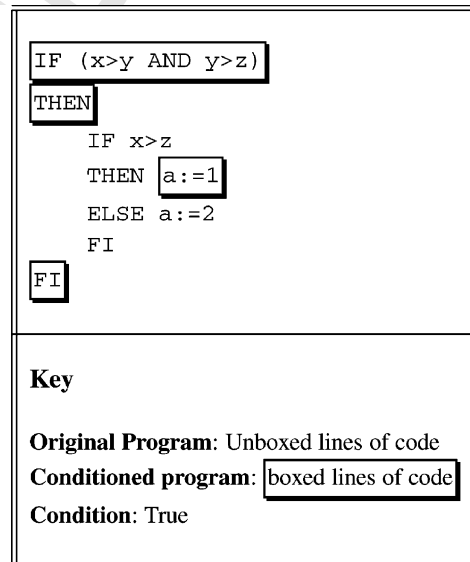 IF (x>y AND y>z)
THEN
IF x>z
THEN a:=1
ELSE a:=2
FI
FI
Key
Original Program: Unboxed lines of code
Conditioned program: boxed lines of code
Condition: True